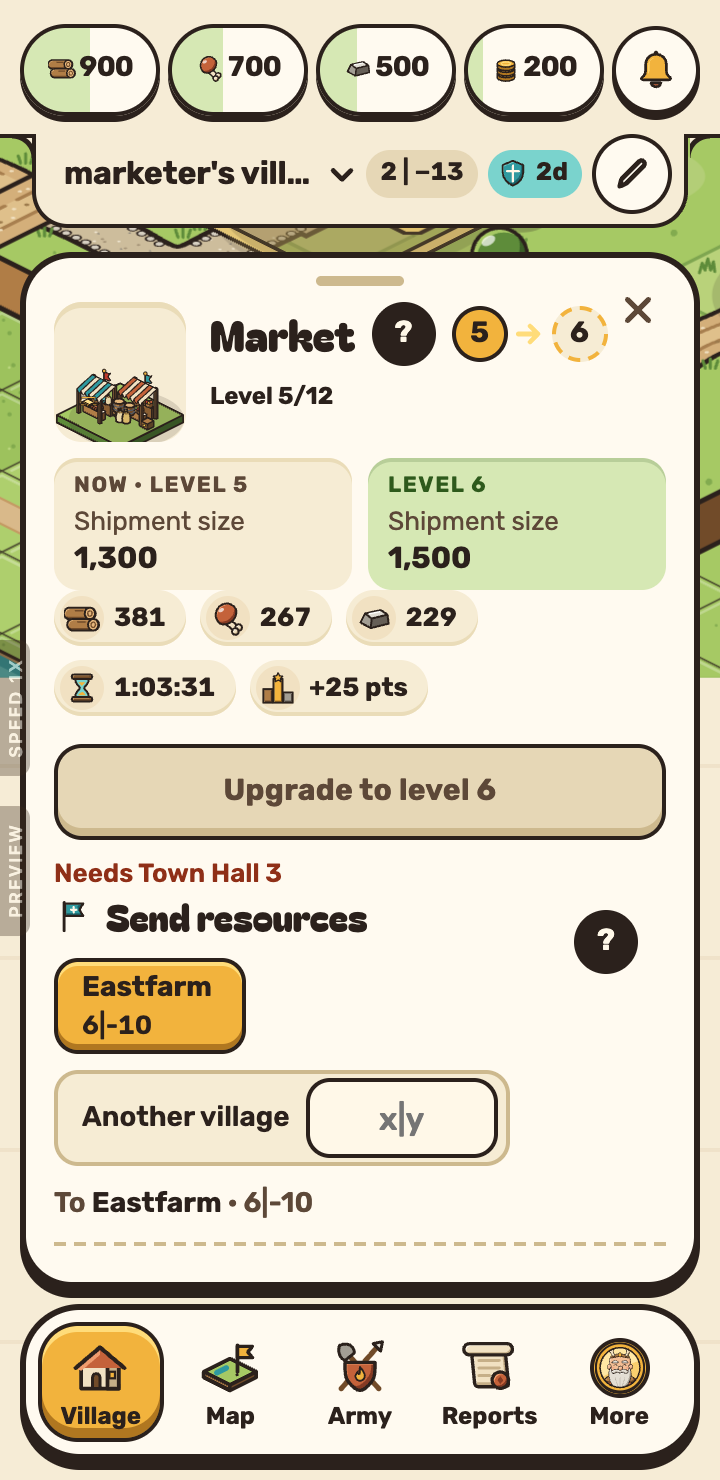 900 700 500 200
marketer's vill... 2|−13 2d
Market ? 5 6
Level 5/12
NOW • LEVEL 5
Shipment size
1,300
LEVEL 6
Shipment size
1,500
381 267 229
1:03:31 +25 pts
Upgrade to level 6
Needs Town Hall 3
Send resources ?
Eastfarm
6|-10
Another village x|y
To Eastfarm · 6|-10
SPEED 1X
PREVIEW
Village Map Army Reports More